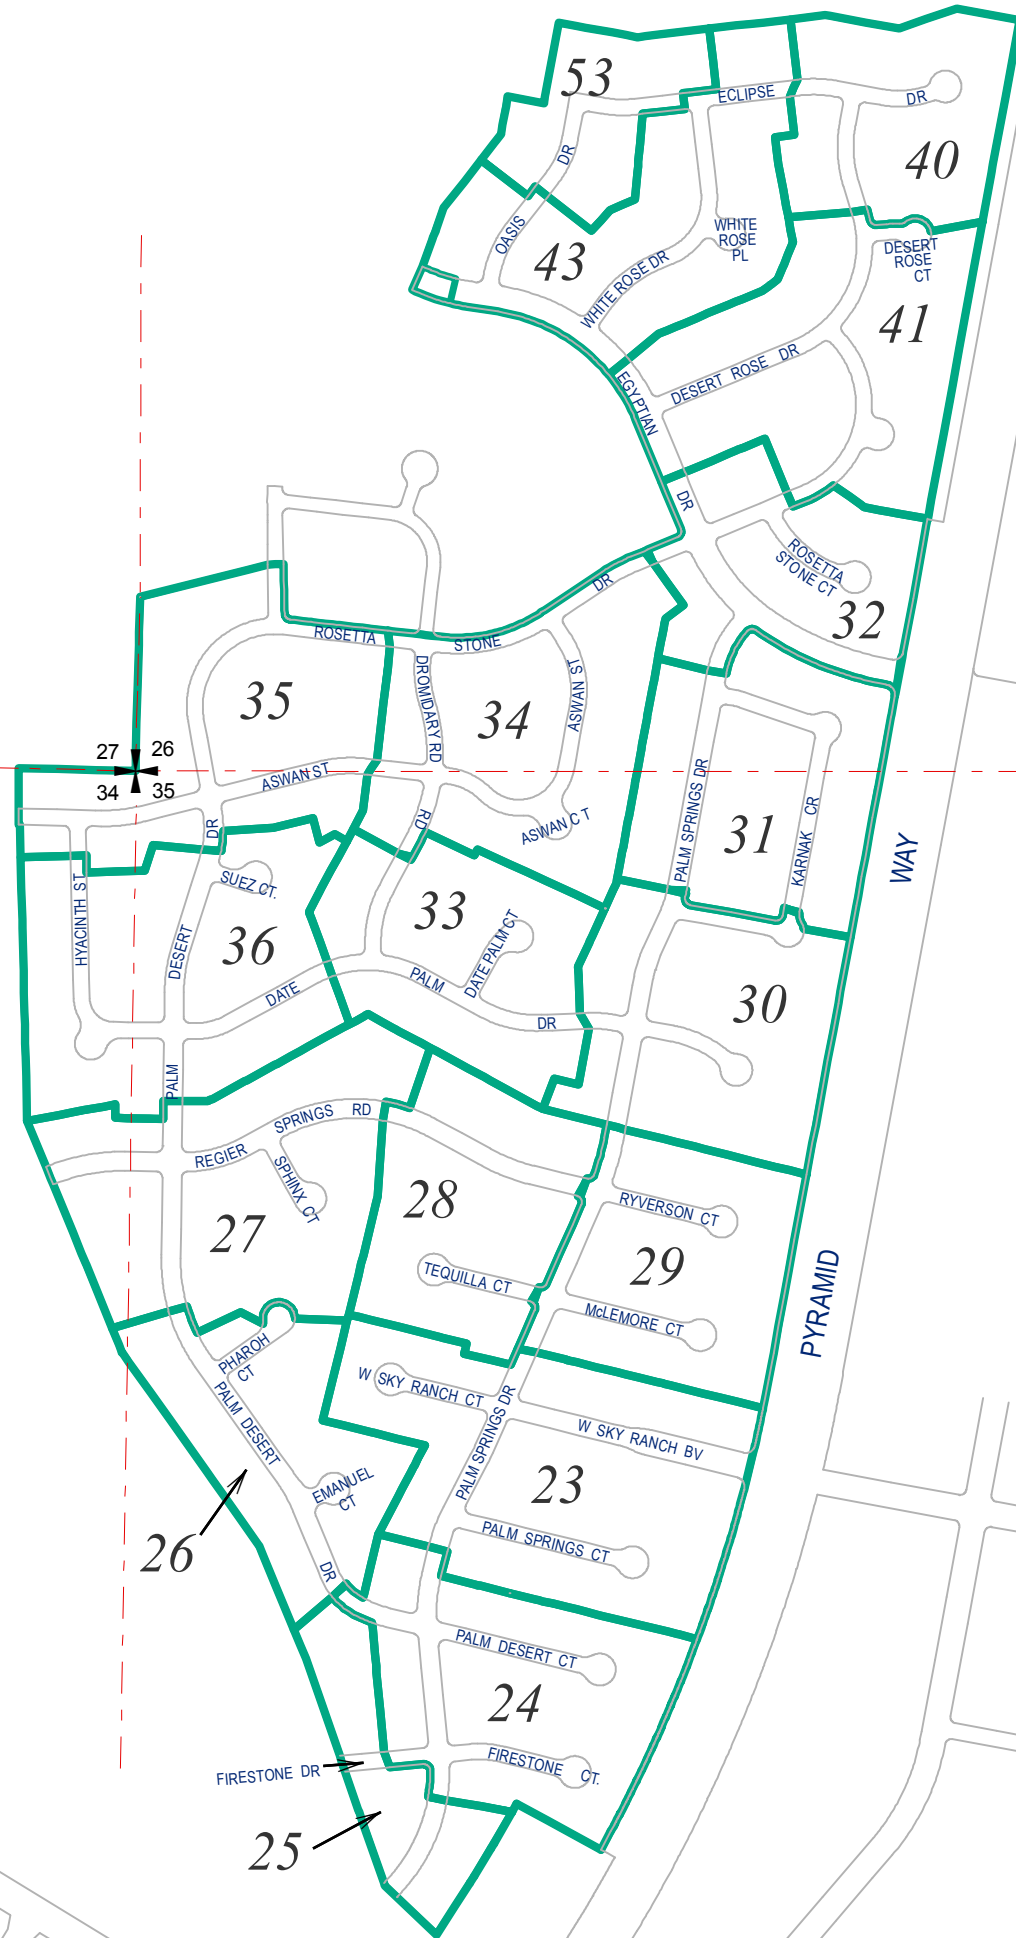 53
ECLIPSE
DR
40
DR
OASIS
WHITE
ROSE
PL
DESERT
ROSE
CT
43
WHITE ROSE DR
41
DESERT ROSE DR
EGYPTIAN
DR
ROSETTA
STONE CT
DR
32
ROSETTA
STONE
DROMIDARY RD
ASWAN ST
35
34
27
26
34
35
ASWAN ST
PALM SPRINGS DR
KARNAK CR
31
WAY
DR
RD
ASWAN C T
SUEZ CT.
HYACINTH ST
33
36
DESERT
DATE PALM CT
PALM
DATE
DR
30
PALM
SPRINGS RD
REGIER
SPHINX CT
28
RYVERSON CT
27
29
TEQUILLA CT
McLEMORE CT
PYRAMID
PHAROH
CT
W SKY RANCH CT
PALM DESERT
PALM SPRINGS DR
W SKY RANCH BV
EMANUEL
CT
23
PALM SPRINGS CT
26
DR
PALM DESERT CT
24
FIRESTONE CT.
FIRESTONE DR
25